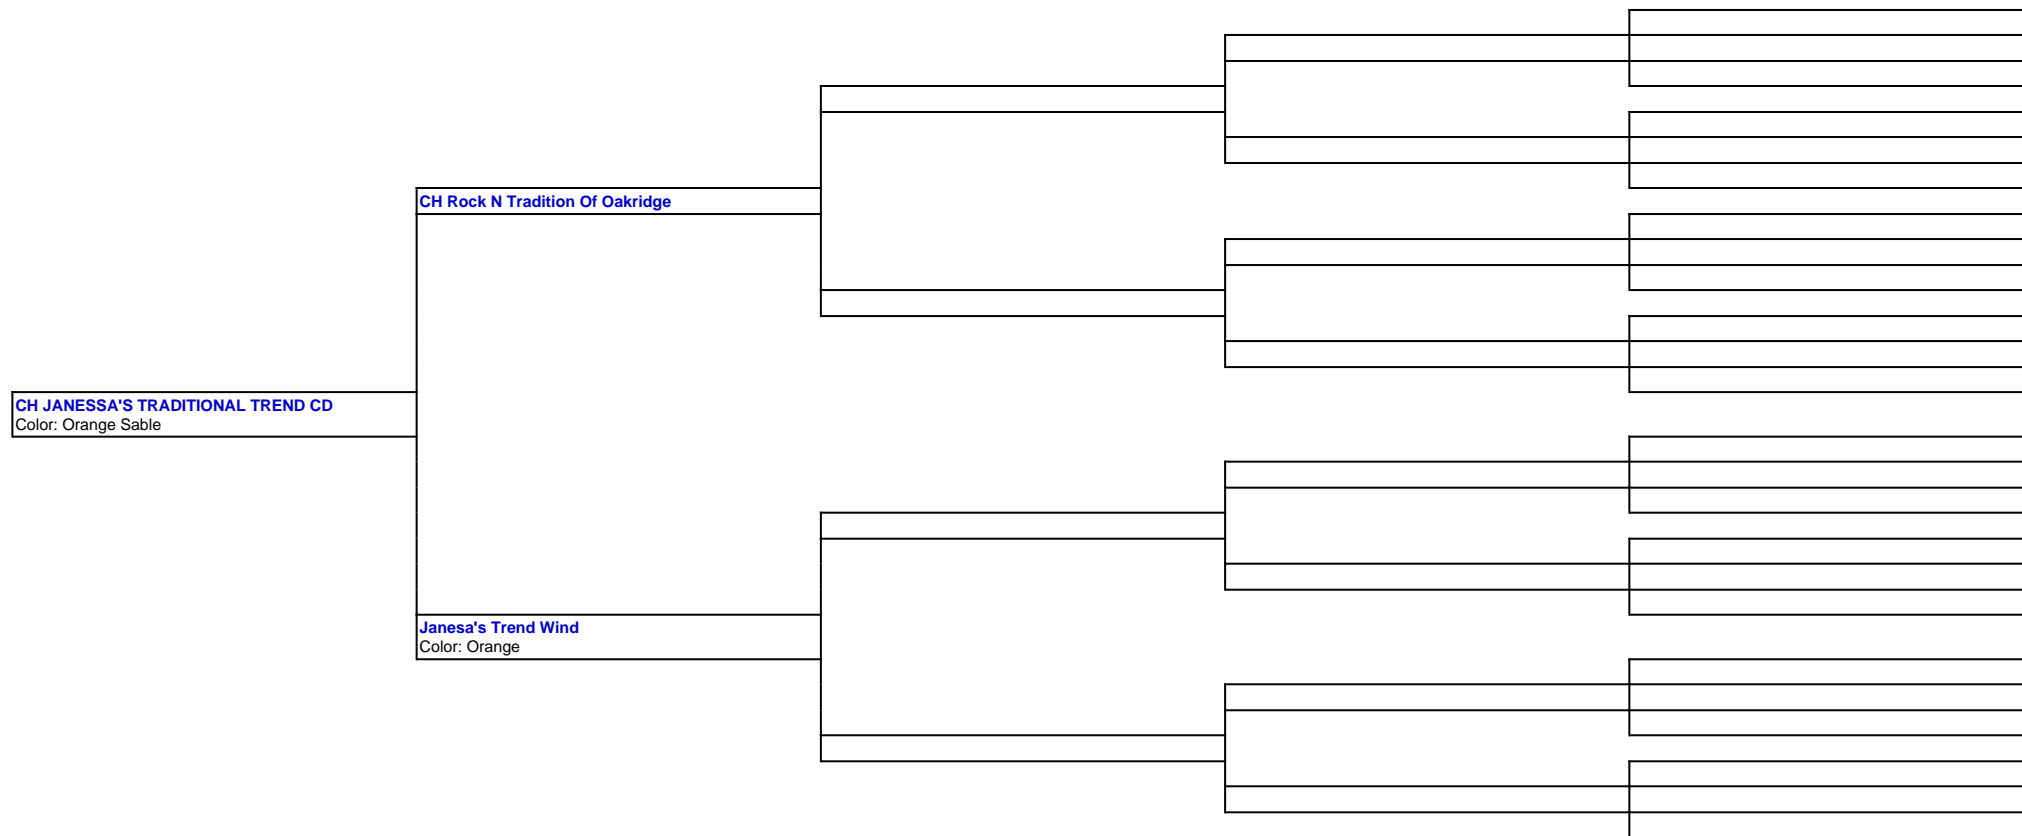 CH Rock N Tradition Of Oakridge
CH JANESSA'S TRADITIONAL TREND CD
Color: Orange Sable
Janesa's Trend Wind
Color: Orange